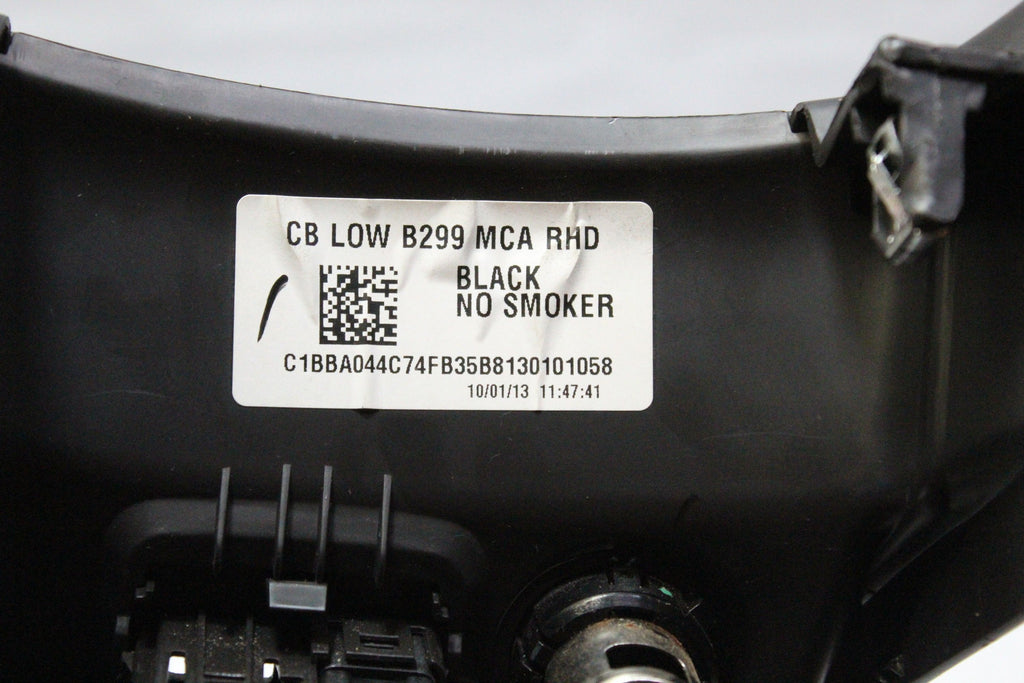 CB LOW B299 MCA RHD
BLACK
NO SMOKER
C1BBA044C74FB35B8130101058
10/01/13 11:47:41